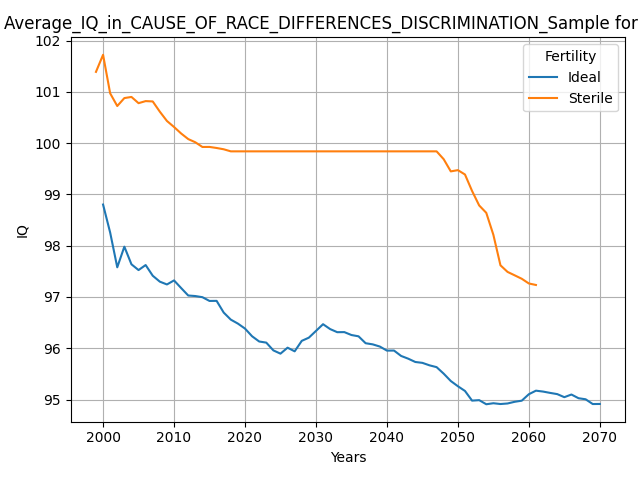 Average_IQ_in_CAUSE_OF_RACE_DIFFERENCES_DISCRIMINATION_Sample for
102
101
100
99
98
97
96
95
IQ
Fertility
Ideal
Sterile
2000 2010 2020 2030 2040 2050 2060 2070
Years